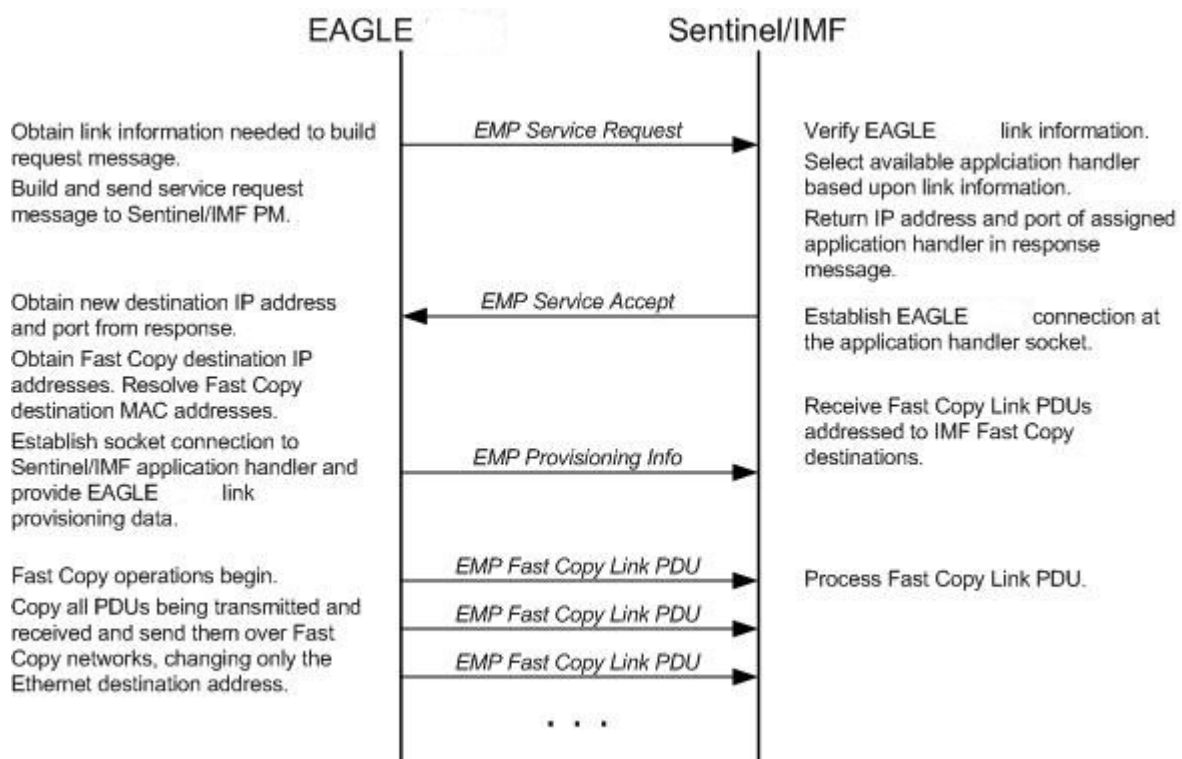 EAGLE
Sentinel/IMF
Obtain link information needed to build
request message.
Build and send service request
message to Sentinel/IMF PM.
EMP Service Request
Verify EAGLE link information.
Select available applciation handler
based upon link information.
Return IP address and port of assigned
application handler in response
message.
Obtain new destination IP address
and port from response.
Obtain Fast Copy destination IP
addresses. Resolve Fast Copy
destination MAC addresses.
Establish socket connection to
Sentinel/IMF application handler and
provide EAGLE link
provisioning data.
EMP Service Accept
Establish EAGLE connection at
the application handler socket.
Receive Fast Copy Link PDUs
addressed to IMF Fast Copy
destinations.
EMP Provisioning Info
Fast Copy operations begin.
Copy all PDUs being transmitted and
received and send them over Fast
Copy networks, changing only the
Ethernet destination address.
EMP Fast Copy Link PDU
EMP Fast Copy Link PDU
EMP Fast Copy Link PDU
Process Fast Copy Link PDU.
. . .